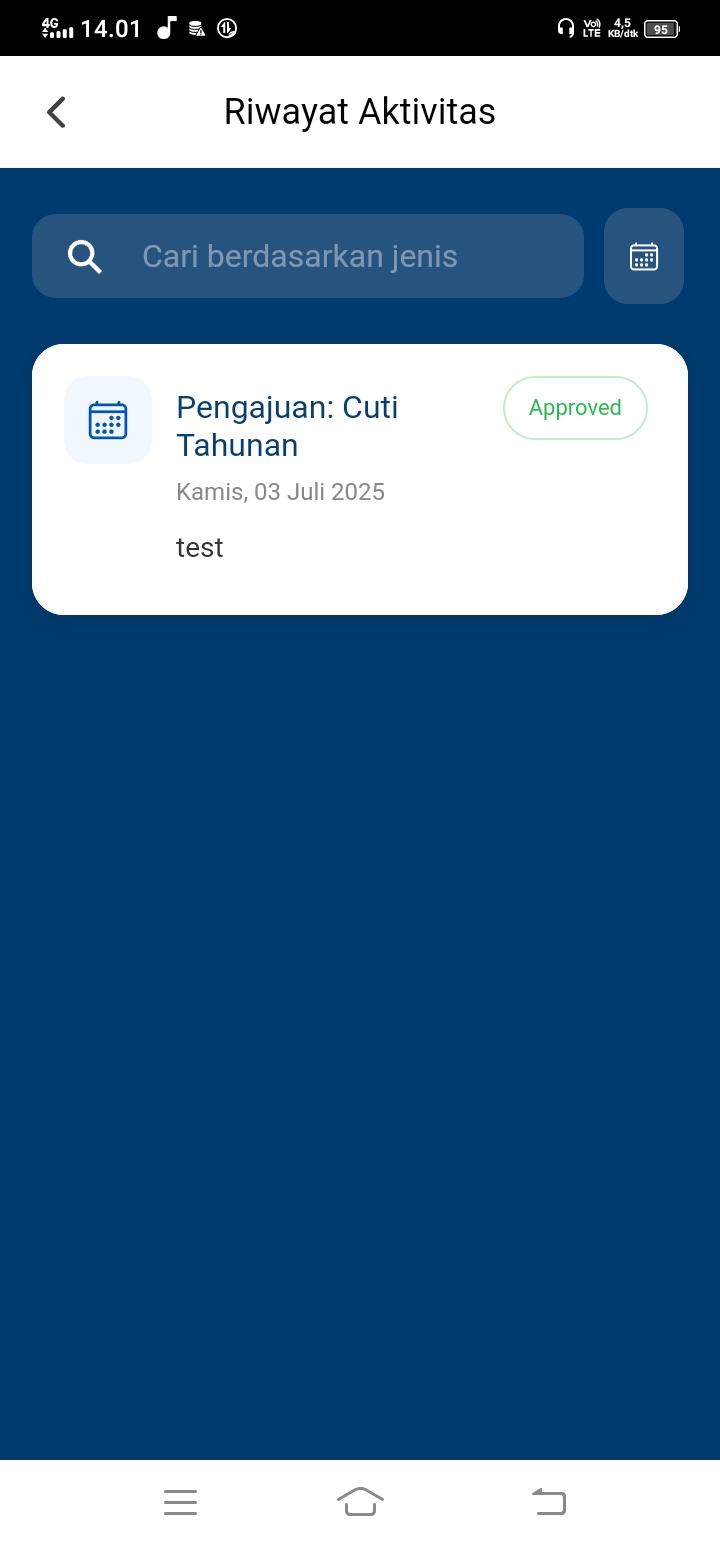 4G 14.01 Vo) LTE 4,5 KB/dtk 95
Riwayat Aktivitas
Cari berdasarkan jenis
Pengajuan: Cuti Approved
Tahunan
Kamis, 03 Juli 2025
test